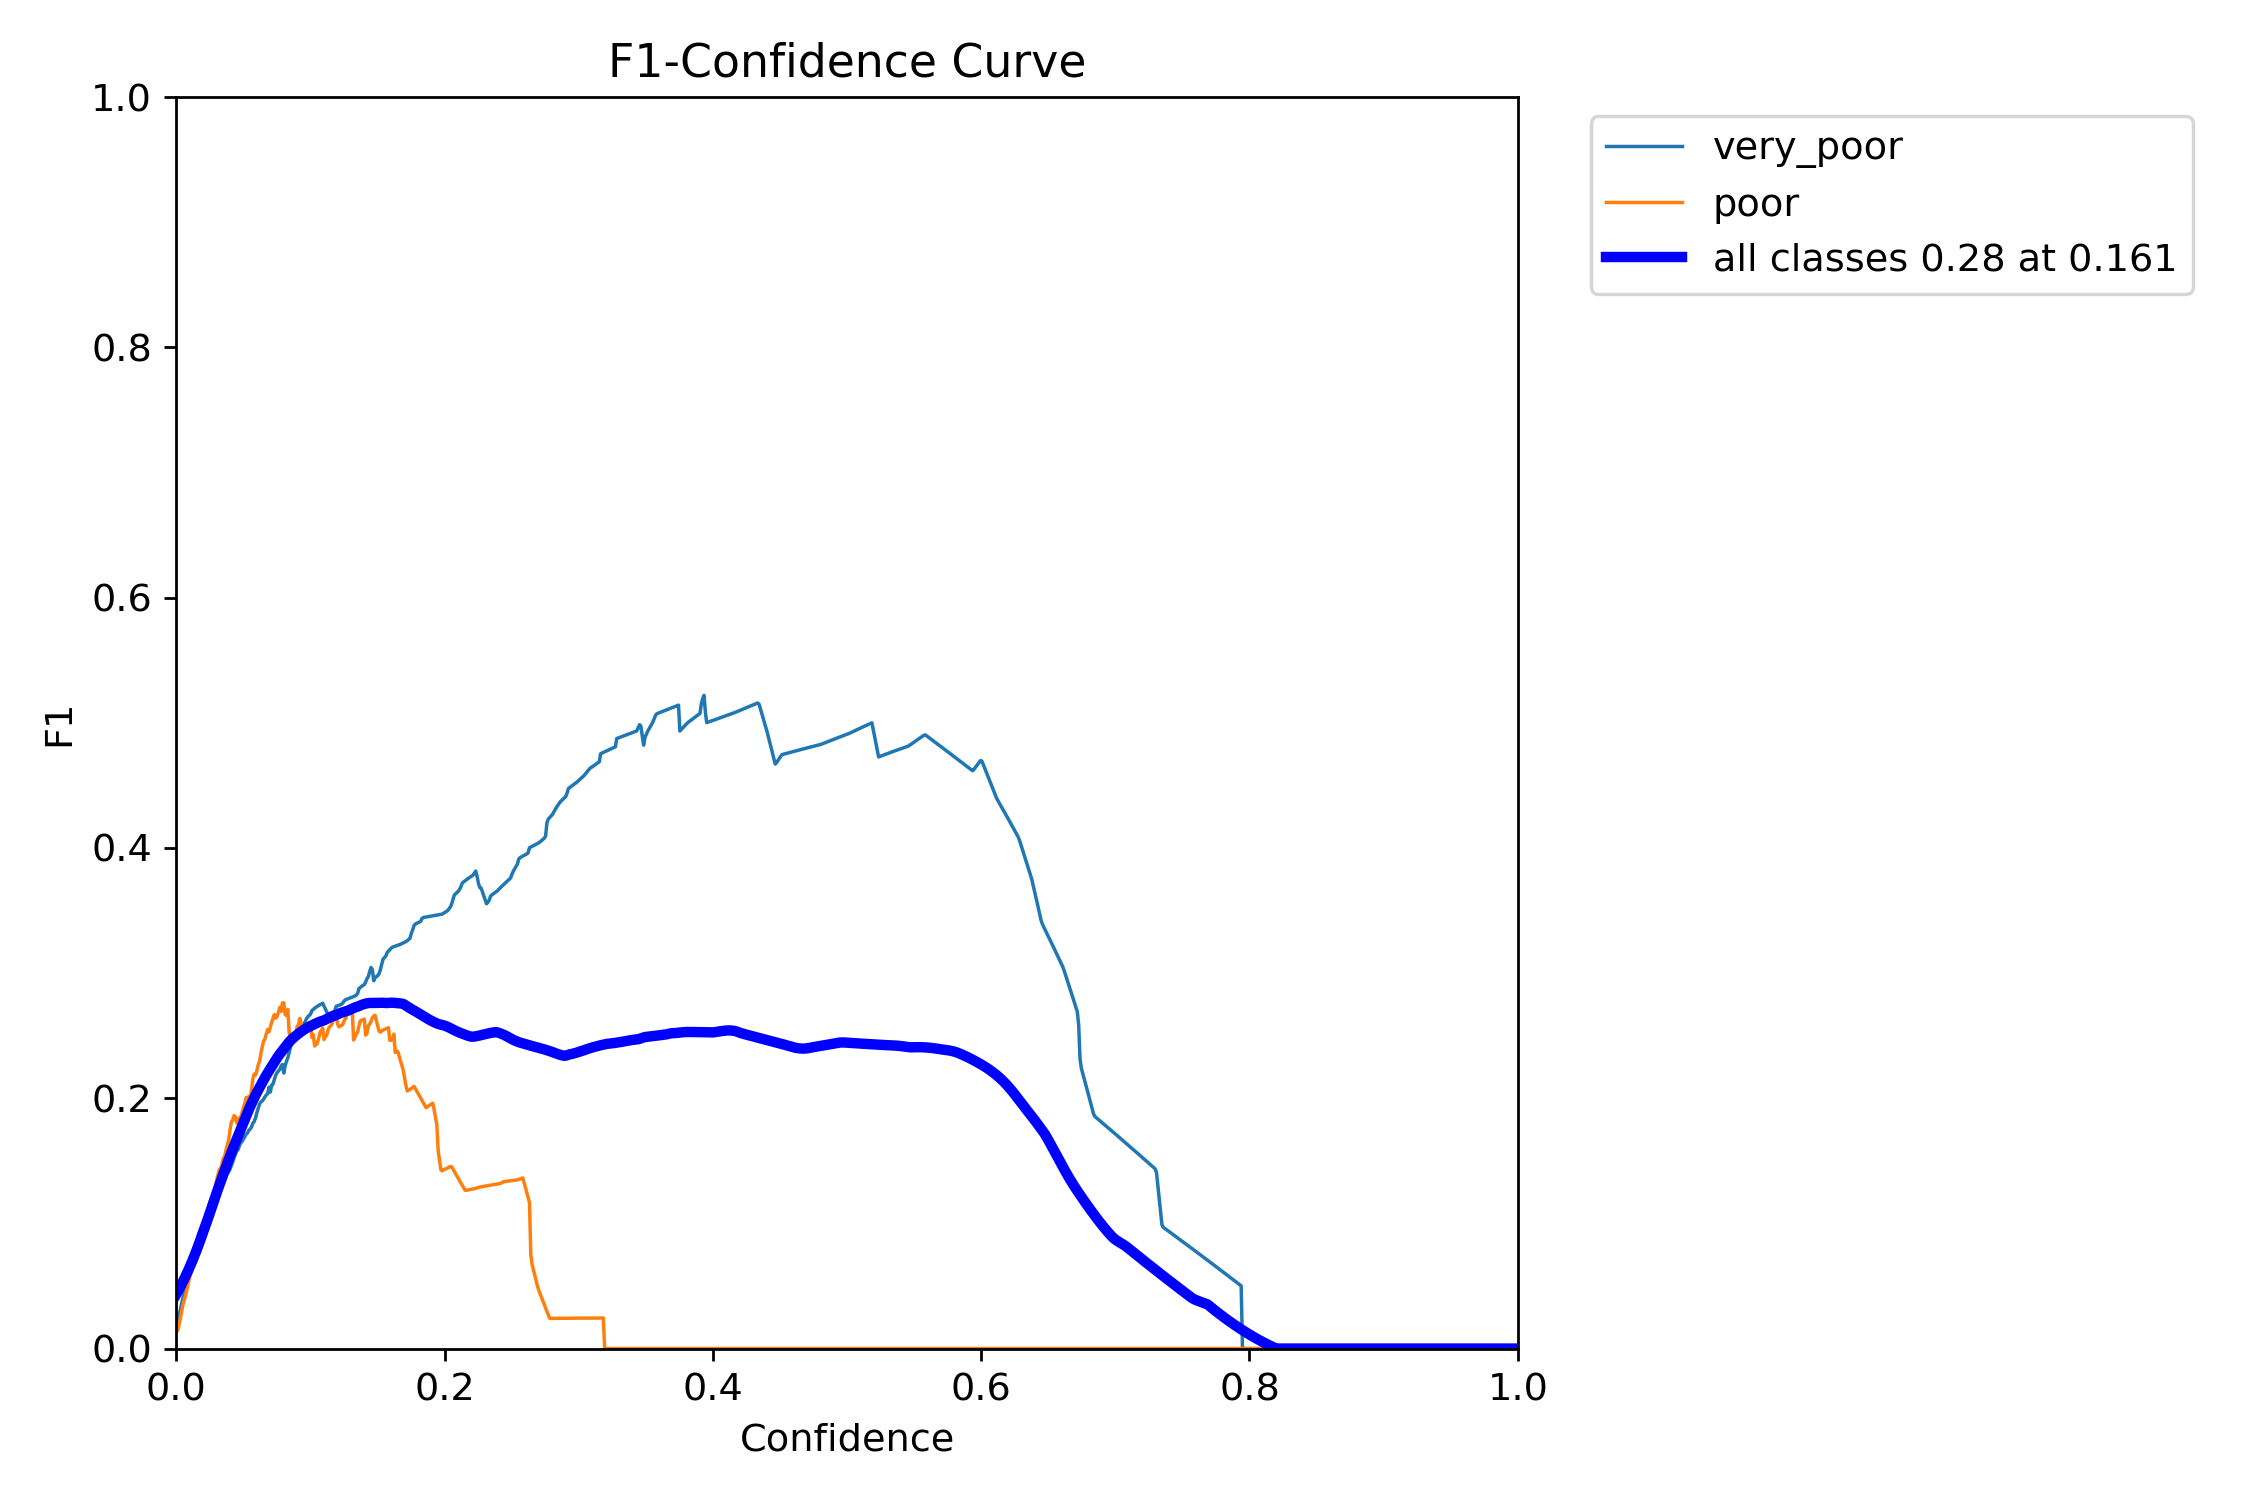 F1-Confidence Curve
very_poor
poor
all classes 0.28 at 0.161
1.0
0.8
0.6
0.4
0.2
0.0
F1
0.0 0.2 0.4 0.6 0.8 1.0
Confidence